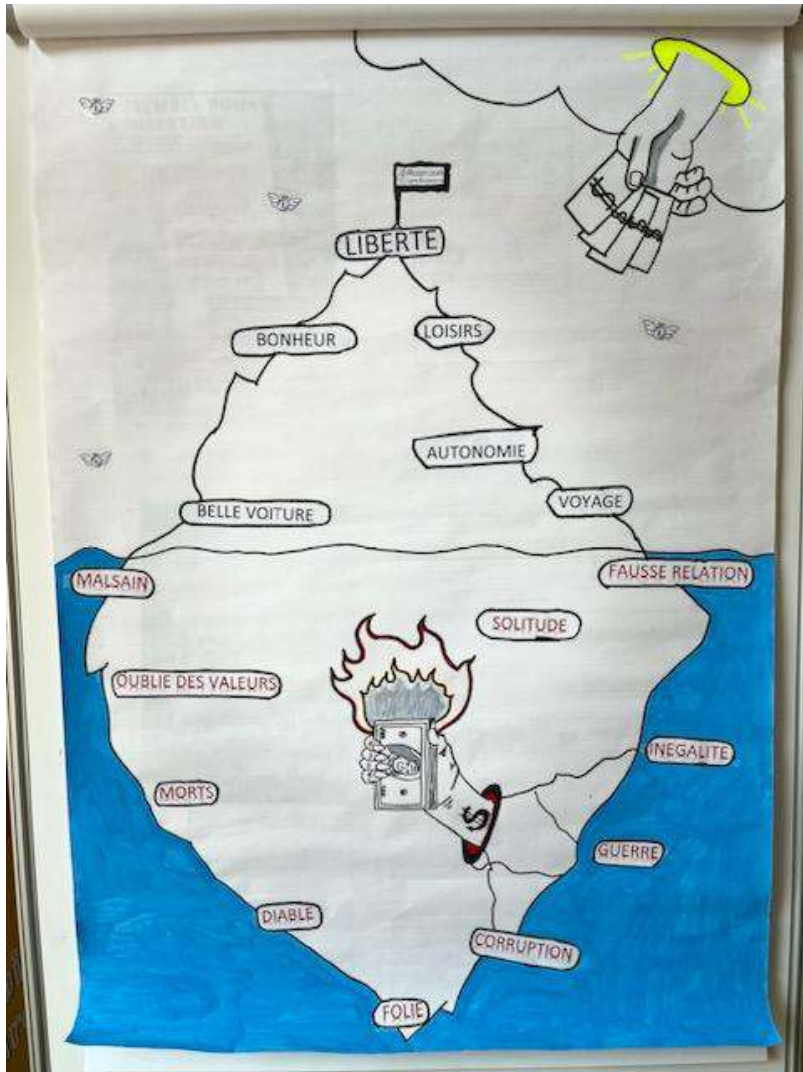 LIBERTE
BONHEUR
LOISIRS
AUTONOMIE
VOYAGE
BELLE VOITURE
MALSAIN
FAUSSE RELATION
SOLITUDE
OUBLIE DES VALEURS
INEGALITE
MORTS
$
GUERRE
DIABLE
CORRUPTION
FOLIE